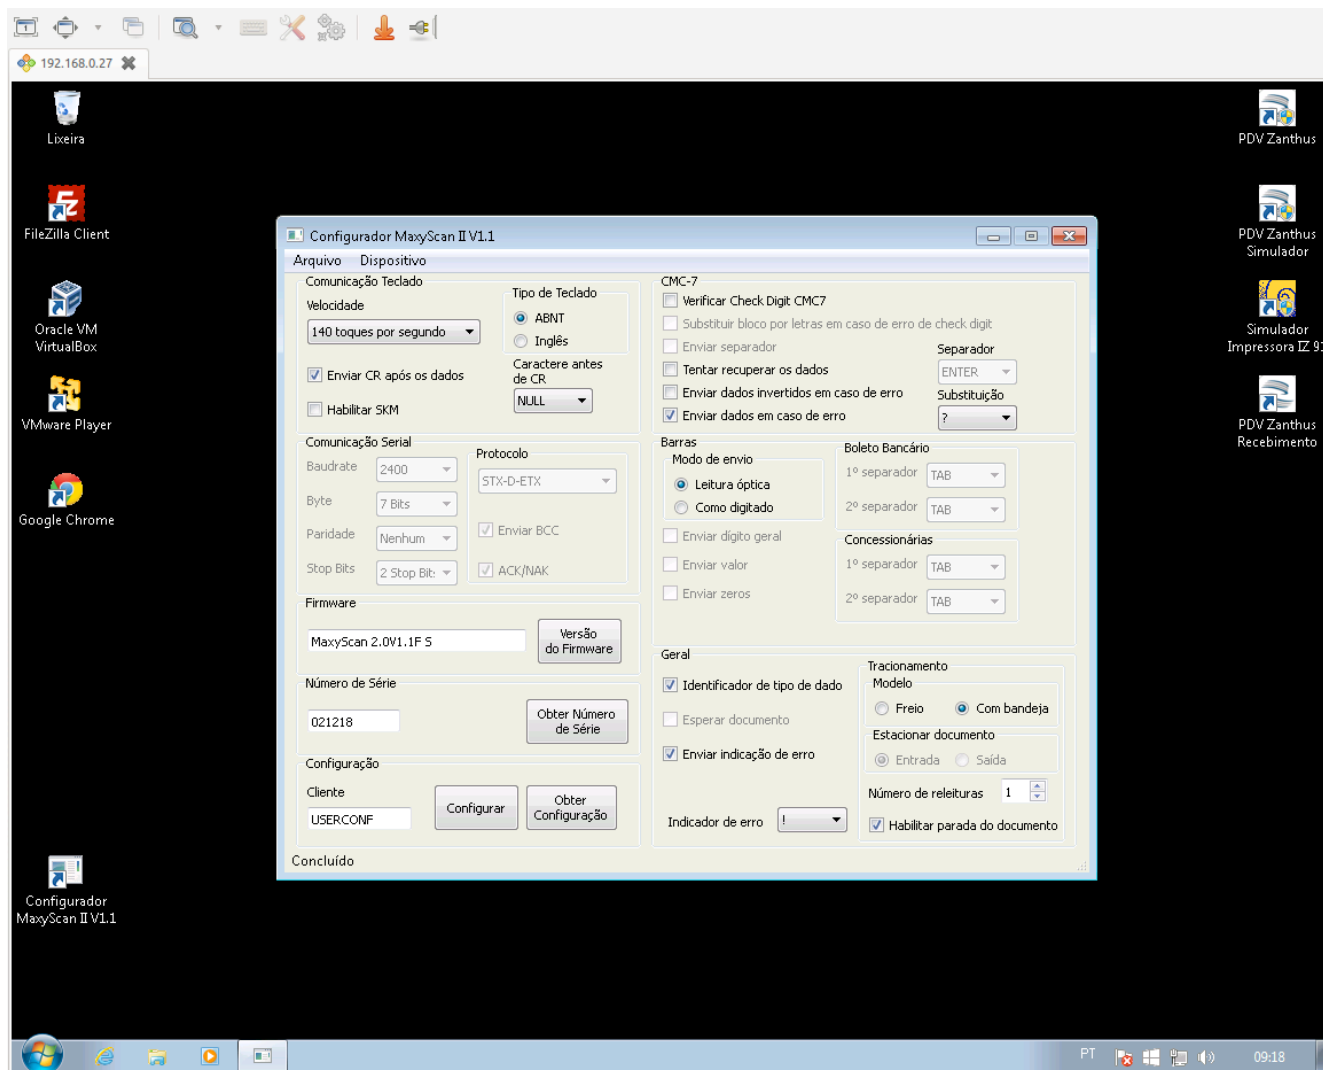 192.168.0.27
Lixeira
FileZilla Client
Oracle VM
VirtualBox
VMware Player
Google Chrome
Configurador
MaxyScan II V1.1
PDV Zanthus
PDV Zanthus
Simulador
Simulador
Impressora IZ 91
PDV Zanthus
Recebimento
Configurador MaxyScan II V1.1
Arquivo Dispositivo
Comunicação Teclado
Velocidade
140 toques por segundo
Enviar CR após os dados
Habilitar SKM
Tipo de Teclado
ABNT
Inglês
Caractere antes
de CR
NULL
Comunicação Serial
Baudrate 2400
Byte 7 Bits
Paridade Nenhum
Stop Bits 2 Stop Bit:
Protocolo
STX-D-ETX
Enviar BCC
ACK/NAK
Firmware
MaxyScan 2.0V1.1F S
Versão
do Firmware
Número de Série
021218
Obter Número
de Série
Configuração
Cliente
USERCONF
Configurar
Obter
Configuração
Concluído
CMC-7
Verificar Check Digit CMC7
Substituir bloco por letras em caso de erro de check digit
Enviar separador
Tentar recuperar os dados
Enviar dados invertidos em caso de erro
Enviar dados em caso de erro
Separador
ENTER
Substituição
?
Barras
Modo de envio
Leitura óptica
Como digitado
Enviar dígito geral
Enviar valor
Enviar zeros
Boleto Bancário
1º separador TAB
2º separador TAB
Concessionárias
1º separador TAB
2º separador TAB
Geral
Identificador de tipo de dado
Esperar documento
Enviar indicação de erro
Indicador de erro !
Tracionamento
Modelo
Freio Com bandeja
Estacionar documento
Entrada Saída
Número de releituras 1
Habilitar parada do documento
PT
09:18